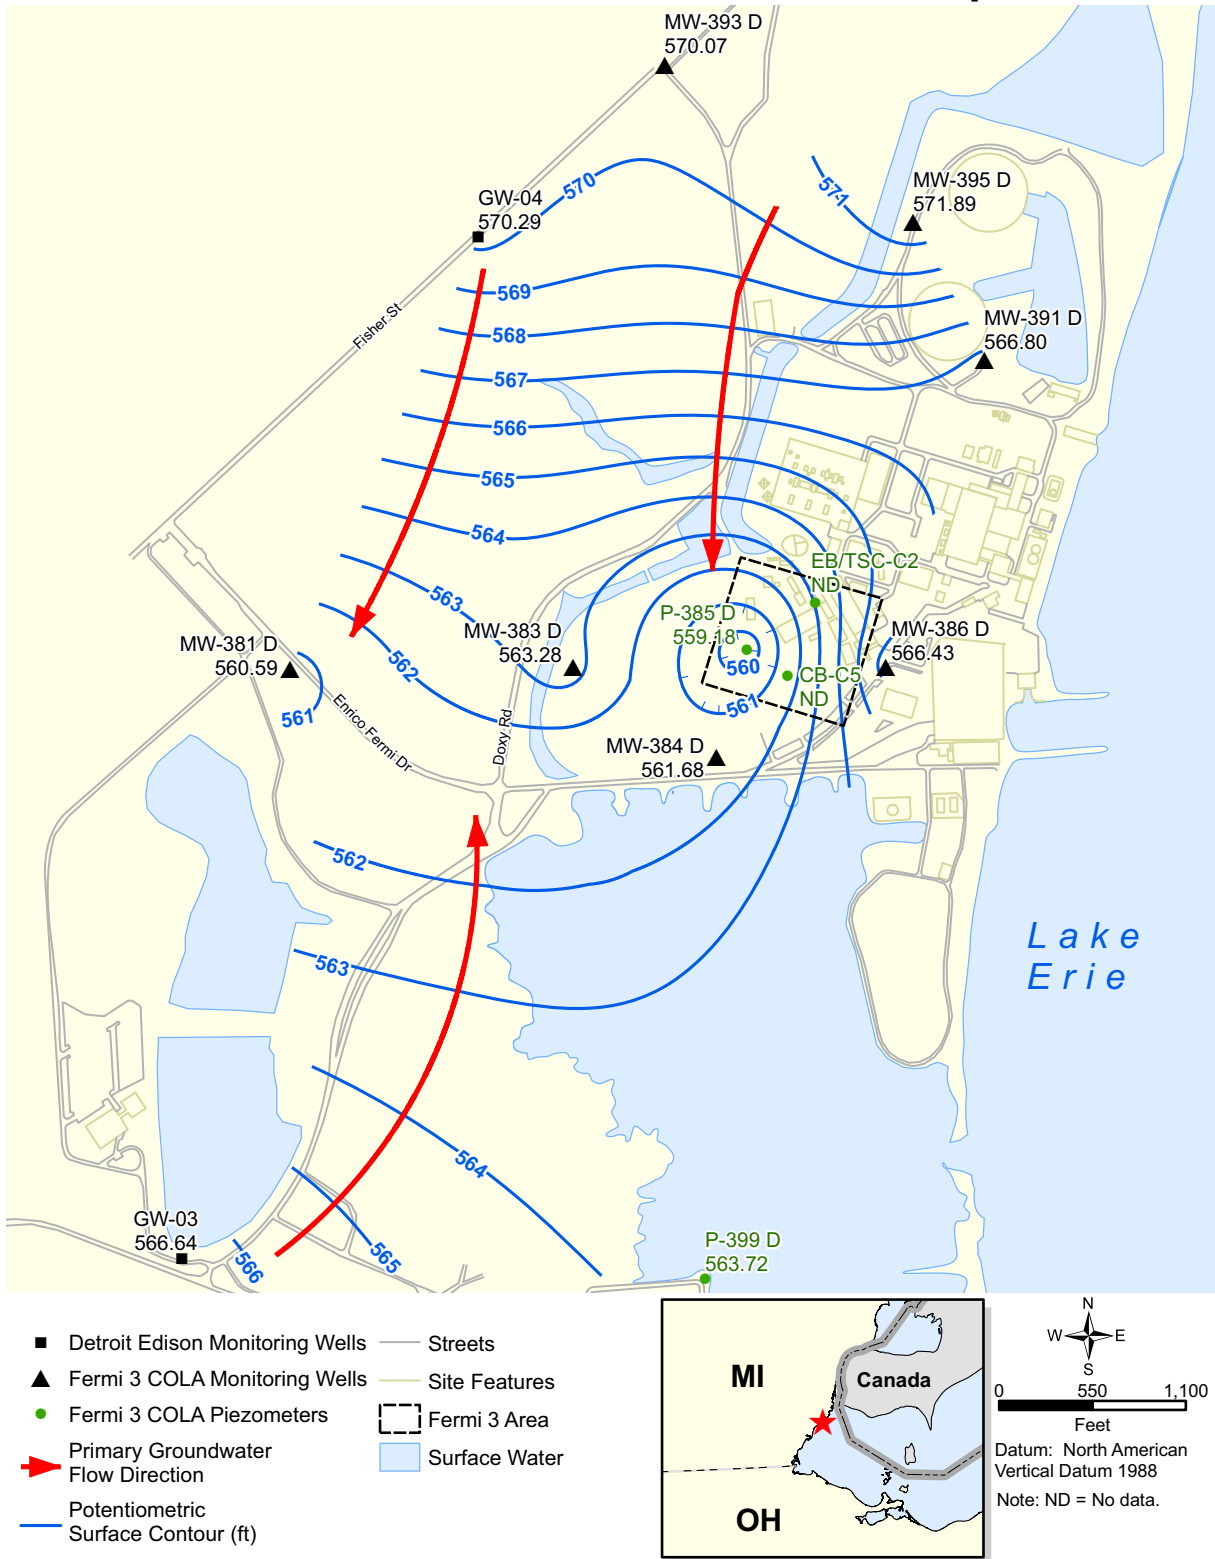 MW-393 D
570.07
570
571
MW-395 D
571.89
GW-04
570.29
569
Fisher St
568
MW-391 D
566.80
567
566
565
564
EB/TSC-C2
ND
563
P-385 D
559.18
MW-383 D
563.28
MW-386 D
566.43
MW-381 D
560.59
562
560
CB-C5
ND
561
561
Enrico Fermi Dr
Doxy Rd
MW-384 D
561.68
562
Lake
Erie
563
564
GW-03
566.64
565
566
P-399 D
563.72
Detroit Edison Monitoring Wells
Fermi 3 COLA Monitoring Wells
Fermi 3 COLA Piezometers
Primary Groundwater
Flow Direction
Potentiometric
Surface Contour (ft)
Streets
Site Features
Fermi 3 Area
Surface Water
MI
Canada
OH
N
W E
S
0 550 1,100
Feet
Datum: North American
Vertical Datum 1988
Note: ND = No data.